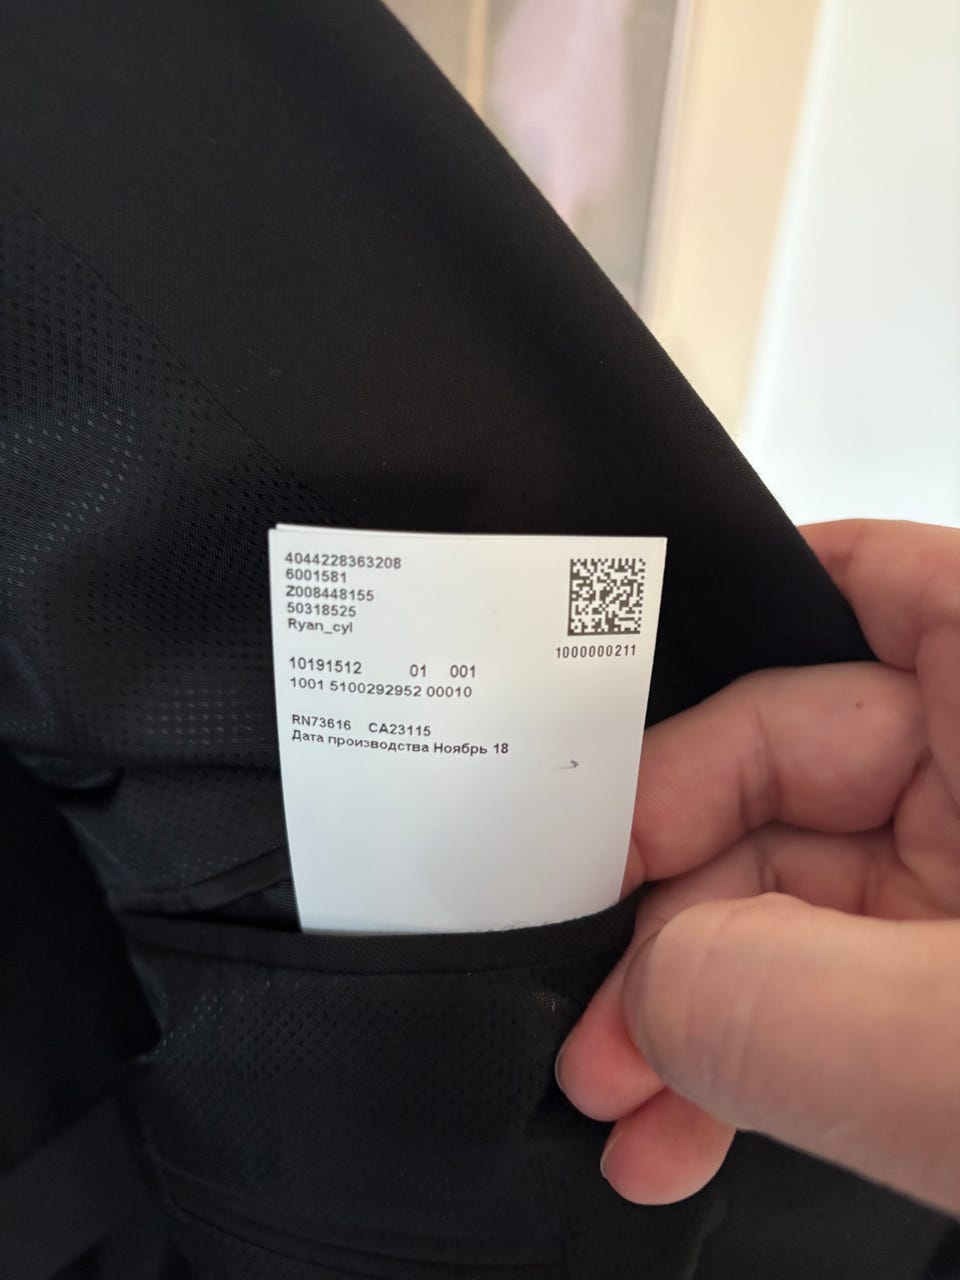 4044228363208
6001581
Z008448155
50318525
Ryan_cyl
1000000211
10191512 01 001
1001 5100292952 00010
RN73616 CA23115
Дата производства Ноябрь 18